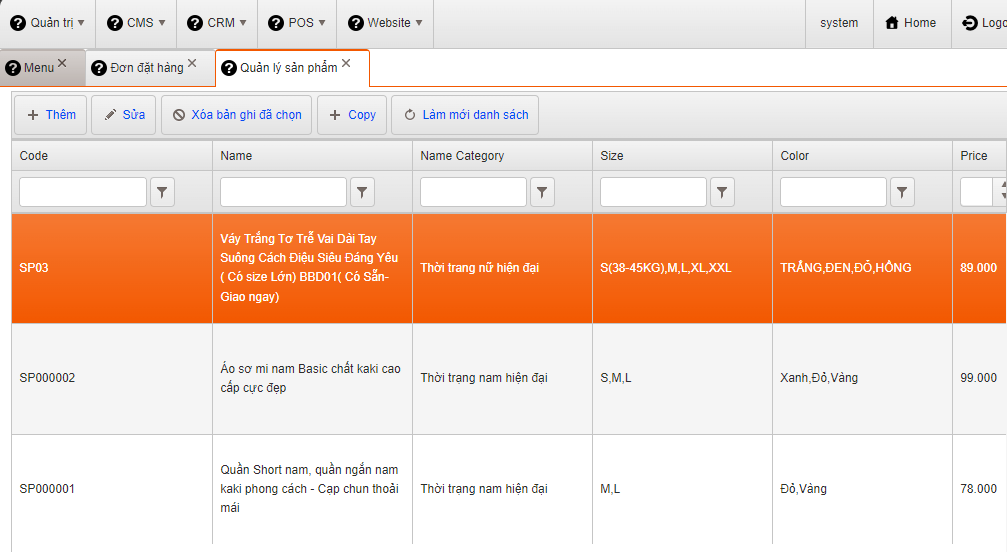 Quản trị CMS CRM POS Website system Home Logo
Menu Đơn đặt hàng Quản lý sản phẩm
Thêm Sửa Xóa bản ghi đã chọn Copy Làm mới danh sách
Code Name Name Category Size Color Price
Váy Trắng Tơ Trễ Vai Dài Tay
Suông Cách Điệu Siêu Đáng Yêu
SP03 ( Có size Lớn) BBD01( Có Sẵn- Thời trang nữ hiện đại S(38-45KG),M,L,XL,XXL TRẮNG,ĐEN,ĐỎ,HỒNG 89.000
Giao ngay)
Áo sơ mi nam Basic chất kaki cao
SP000002 cấp cực đẹp Thời trạng nam hiện đại S,M,L Xanh,Đỏ,Vàng 99.000
Quần Short nam, quần ngắn nam
SP000001 kaki phong cách - Cạp chun thoải Thời trạng nam hiện đại M,L Đỏ,Vàng 78.000
mái